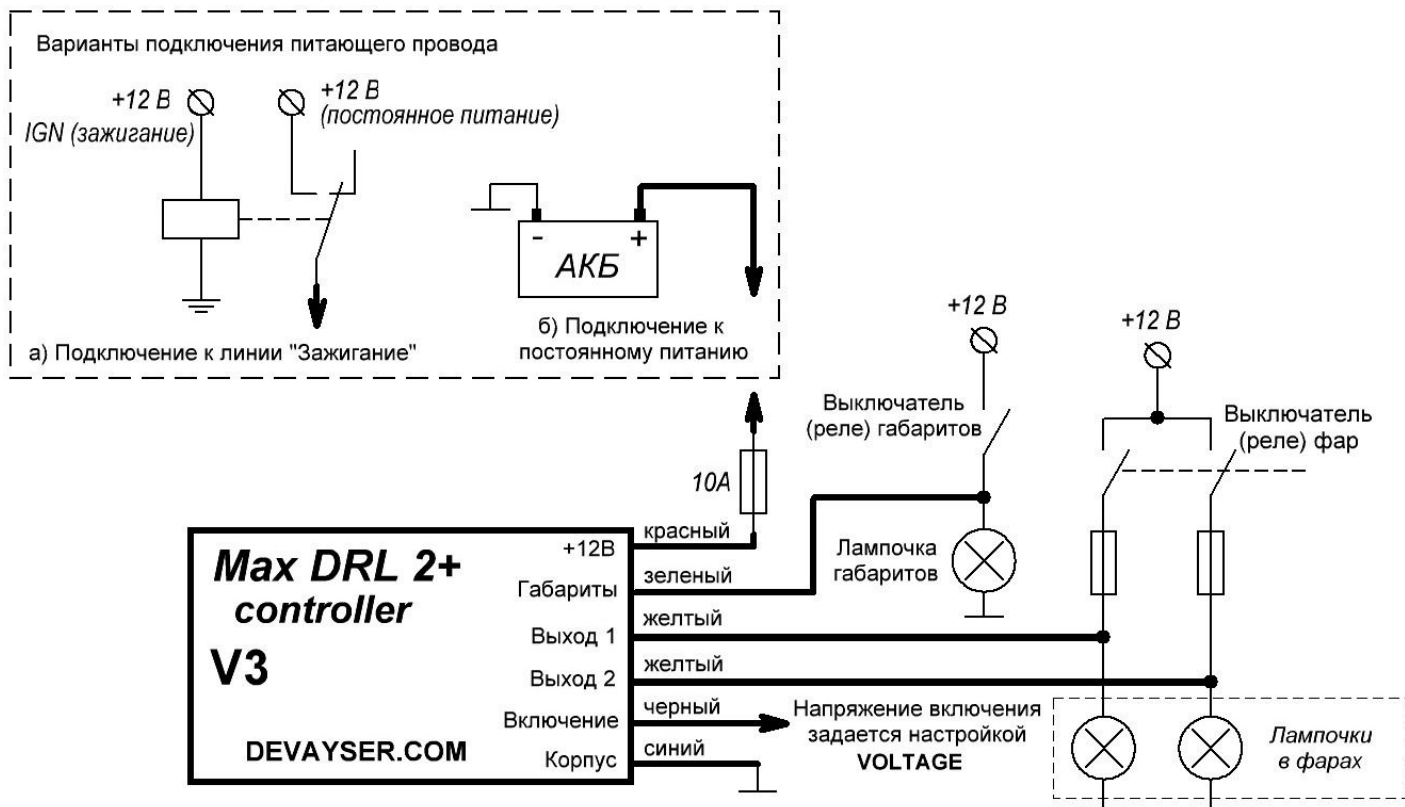 Варианты подключения питающего провода
+12 В
IGN (зажигание)
+12 В
(постоянное питание)
- +
АКБ
а) Подключение к линии "Зажигание"
б) Подключение к
постоянному питанию
+12 В
+12 В
Выключатель
(реле) габаритов
Выключатель
(реле) фар
10А
Лампочка
габаритов
Max DRL 2+
controller
V3
DEVAYSER.COM
+12В
красный
Габариты
зеленый
Выход 1
желтый
Выход 2
желтый
Включение
черный
Корпус
синий
Напряжение включения
задается настройкой
VOLTAGE
Лампочки
в фарах